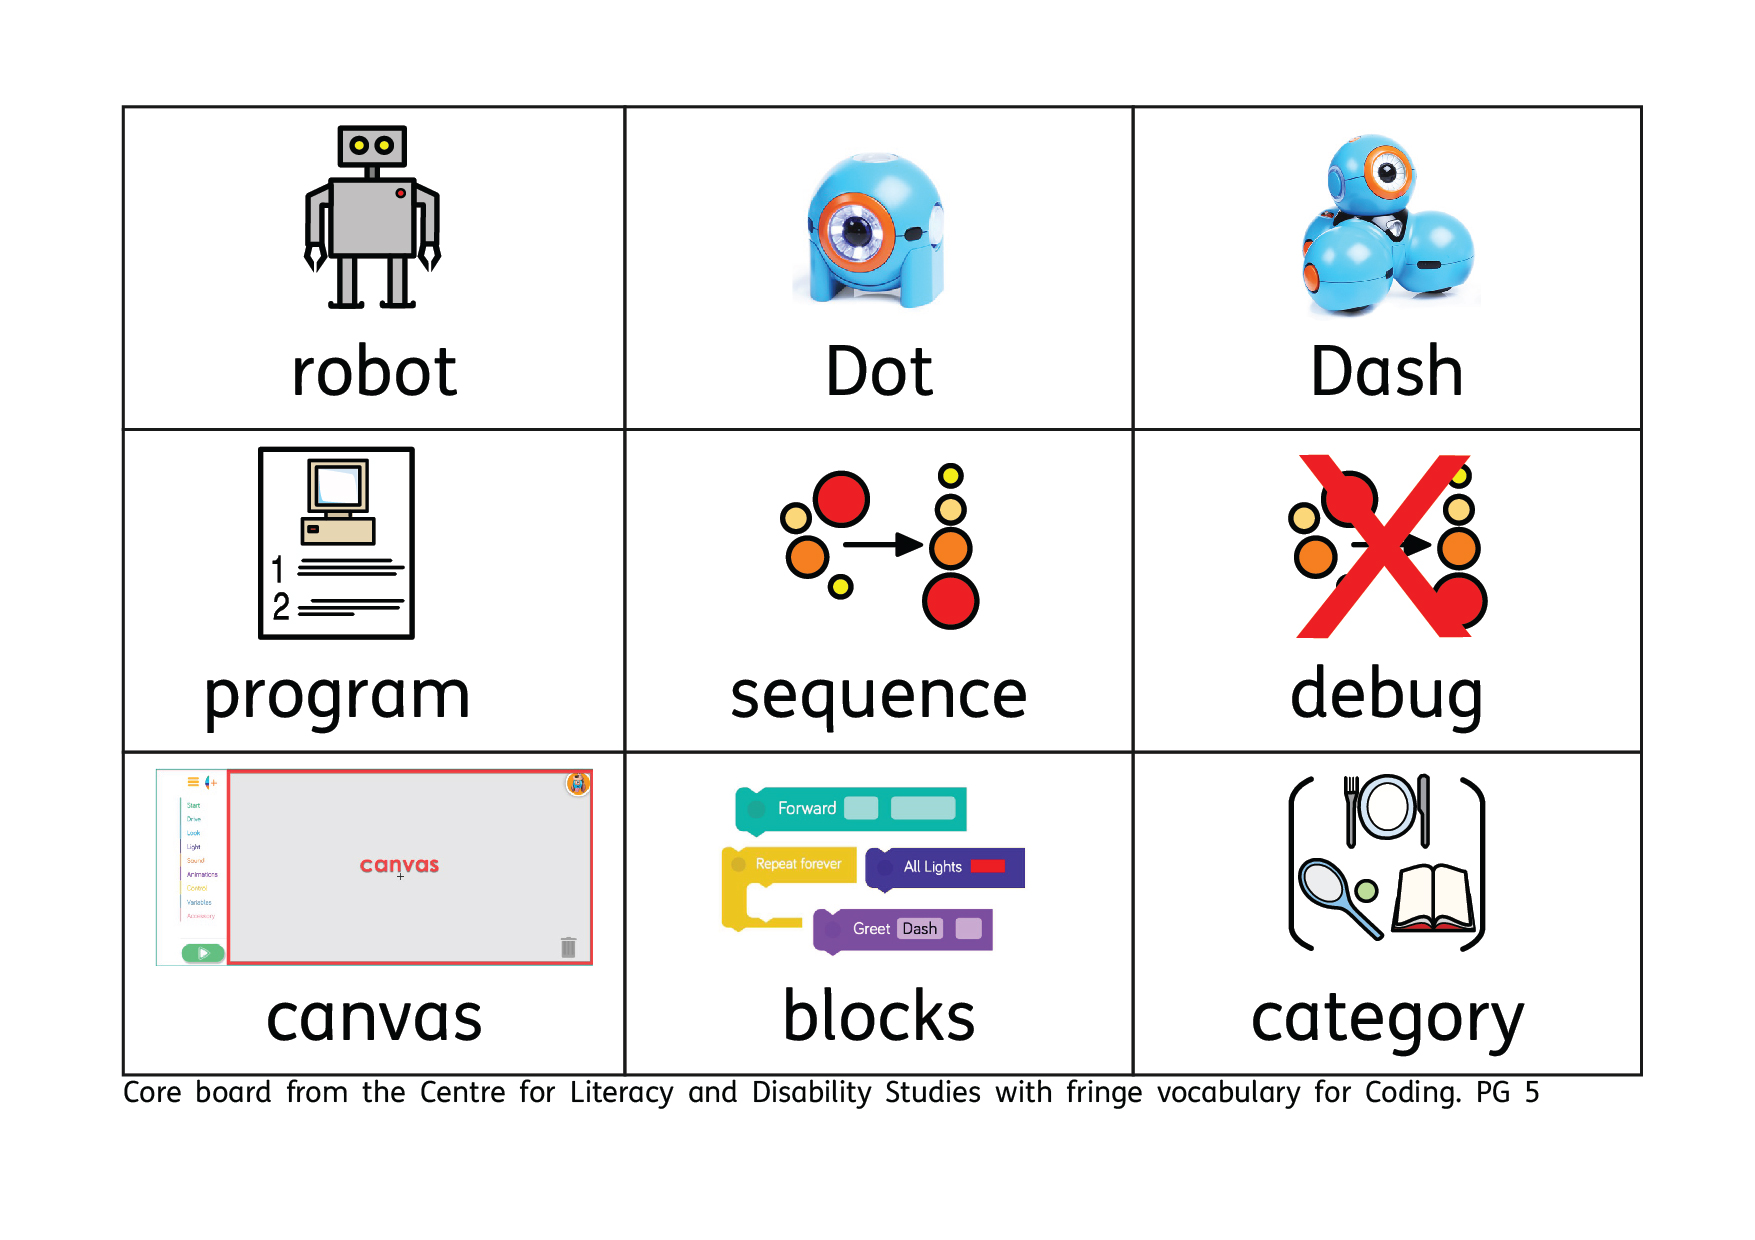 robot
Dot
Dash
1
2
program
sequence
debug
Start
Drive
Look
Light
Sound
Animations
Control
Variables
Accessory
canvas
canvas
Forward
Repeat forever
All Lights
Greet Dash
blocks
category
Core board from the Centre for Literacy and Disability Studies with fringe vocabulary for Coding. PG 5